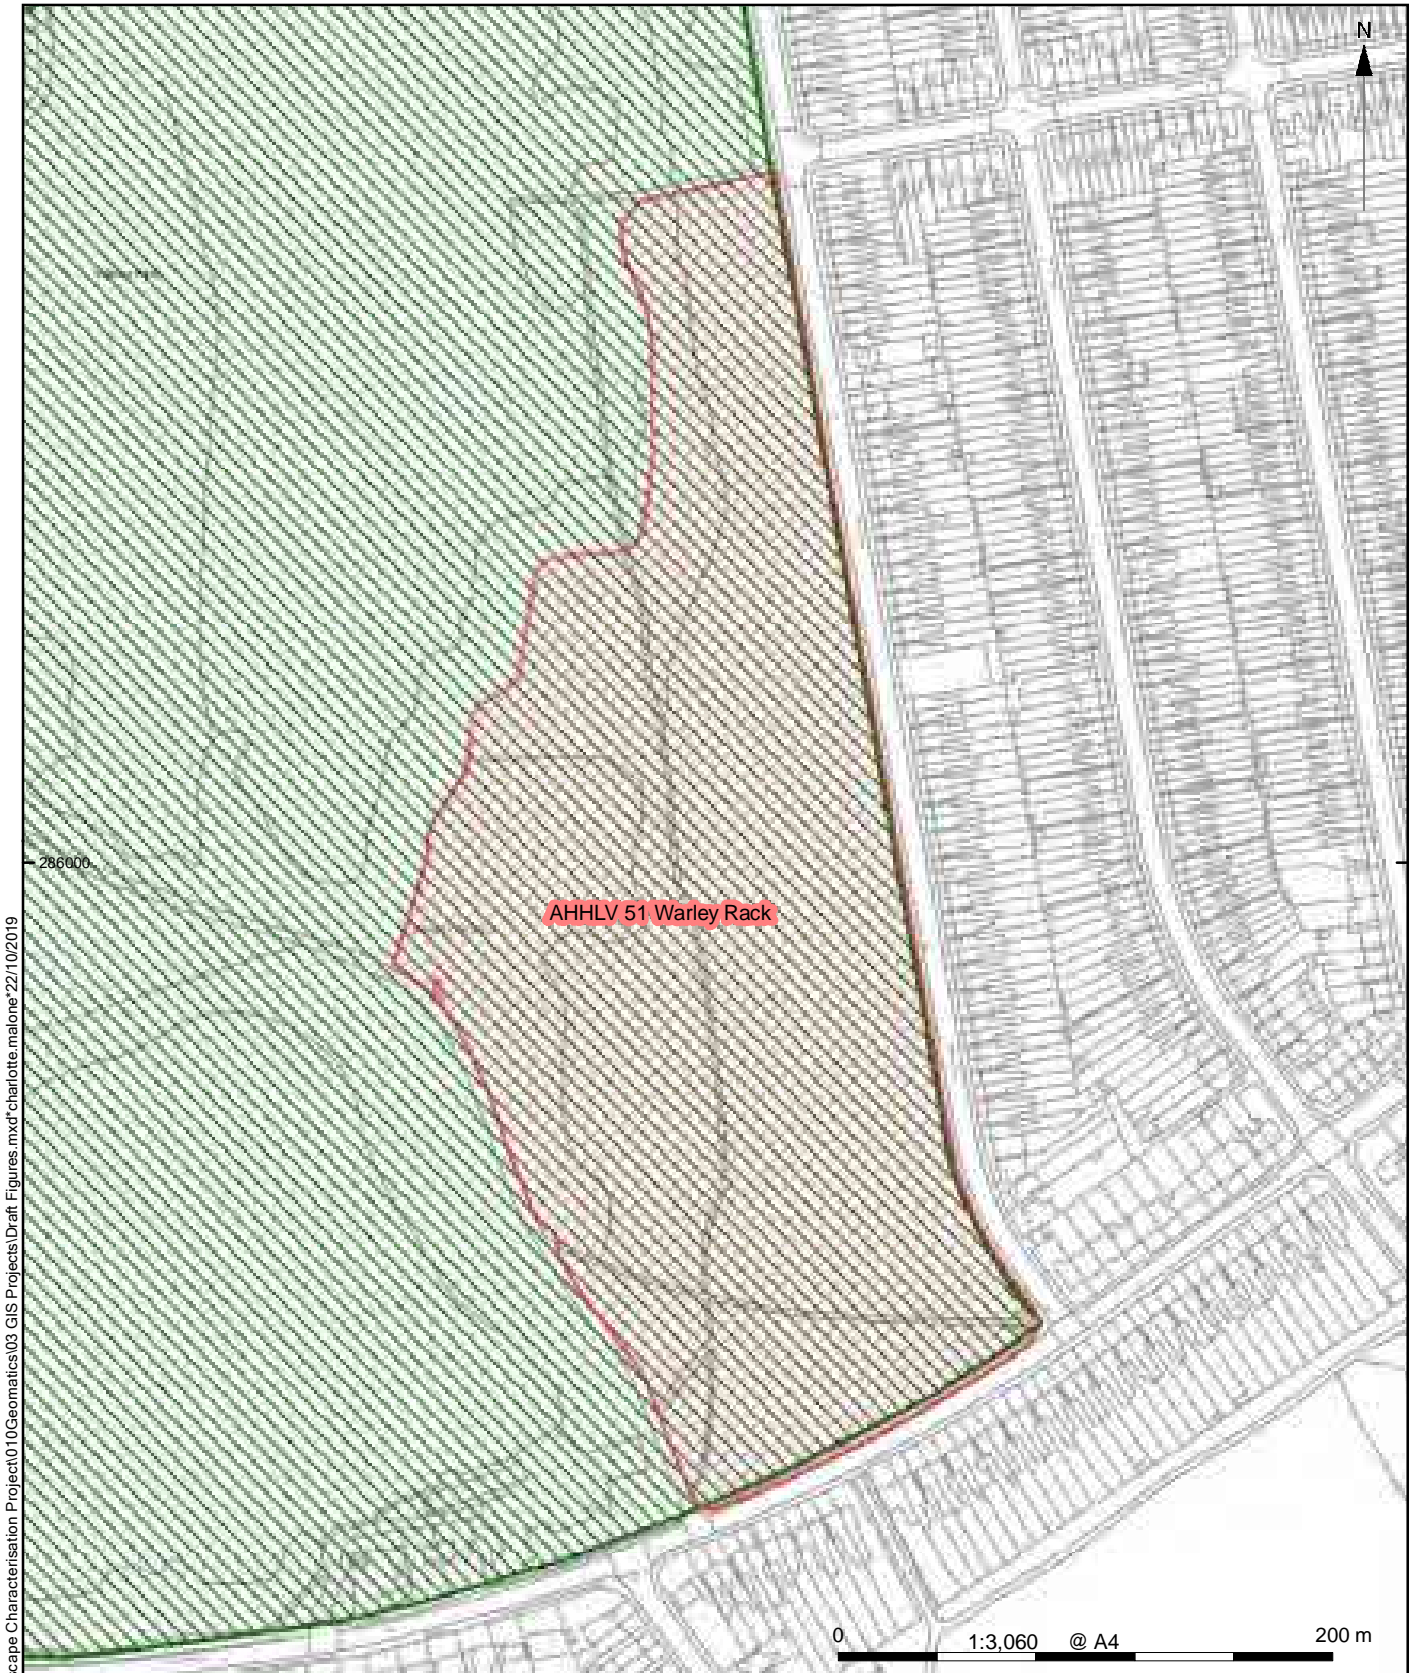 N
286000
AHHLV 51 Warley Rack
cape Characterisation Project\010Geomatics\03 GIS Projects\Draft Figures.mxd*charlotte.malone*22/10/2019
0
200 m
1:3,060 @ A4